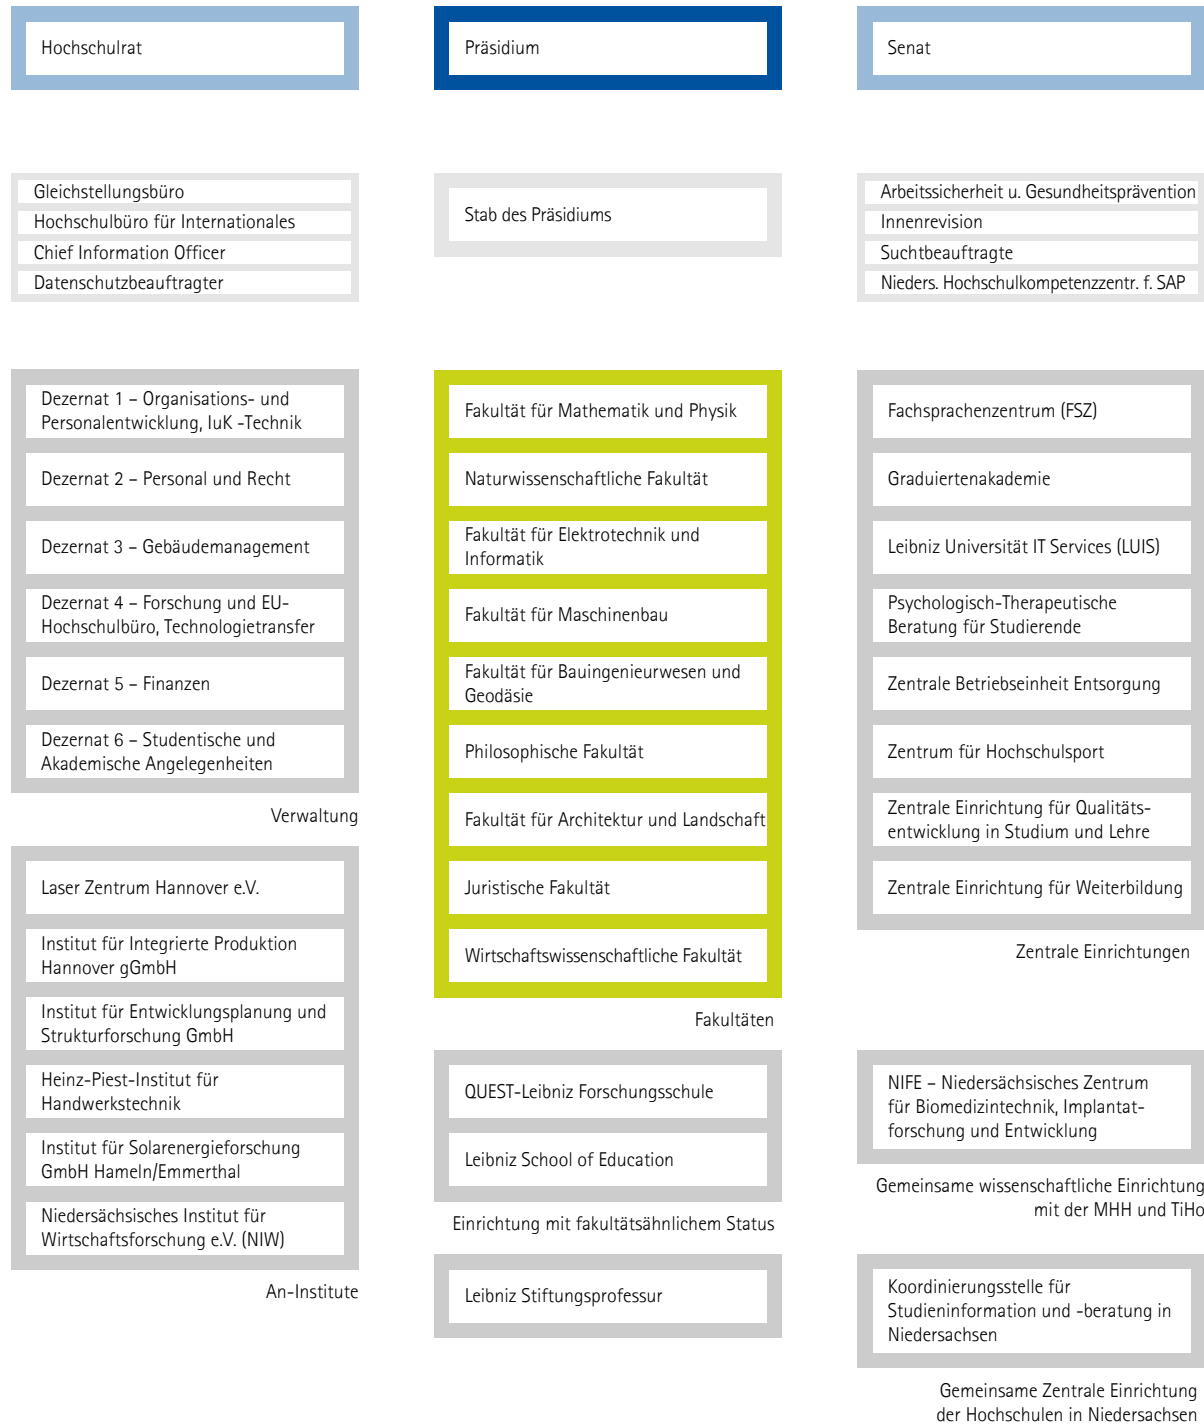 Hochschulrat
Präsidium
Senat
Gleichstellungsbüro
Hochschulbüro für Internationales
Chief Information Officer
Datenschutzbeauftragter
Stab des Präsidiums
Arbeitssicherheit u. Gesundheitsprävention
Innenrevision
Suchtbeauftragte
Nieders. Hochschulkompetenzzentr. f. SAP
Dezernat 1 – Organisations- und
Personalentwicklung, IuK -Technik
Dezernat 2 – Personal und Recht
Dezernat 3 – Gebäudemanagement
Dezernat 4 – Forschung und EU-
Hochschulbüro, Technologietransfer
Dezernat 5 – Finanzen
Dezernat 6 – Studentische und
Akademische Angelegenheiten
Verwaltung
Laser Zentrum Hannover e.V.
Institut für Integrierte Produktion
Hannover gGmbH
Institut für Entwicklungsplanung und
Strukturforschung GmbH
Heinz-Piest-Institut für
Handwerkstechnik
Institut für Solarenergieforschung
GmbH Hameln/Emmerthal
Niedersächsisches Institut für
Wirtschaftsforschung e.V. (NIW)
An-Institute
Fakultät für Mathematik und Physik
Naturwissenschaftliche Fakultät
Fakultät für Elektrotechnik und
Informatik
Fakultät für Maschinenbau
Fakultät für Bauingenieurwesen und
Geodäsie
Philosophische Fakultät
Fakultät für Architektur und Landschaft
Juristische Fakultät
Wirtschaftswissenschaftliche Fakultät
Fakultäten
QUEST-Leibniz Forschungsschule
Leibniz School of Education
Einrichtung mit fakultätsähnlichem Status
Leibniz Stiftungsprofessur
Fachsprachenzentrum (FSZ)
Graduiertenakademie
Leibniz Universität IT Services (LUIS)
Psychologisch-Therapeutische
Beratung für Studierende
Zentrale Betriebseinheit Entsorgung
Zentrum für Hochschulsport
Zentrale Einrichtung für Qualitäts-
entwicklung in Studium und Lehre
Zentrale Einrichtung für Weiterbildung
Zentrale Einrichtungen
NIFE – Niedersächsisches Zentrum
für Biomedizintechnik, Implantat-
forschung und Entwicklung
Gemeinsame wissenschaftliche Einrichtung
mit der MHH und TiHo
Koordinierungsstelle für
Studieninformation und -beratung in
Niedersachsen
Gemeinsame Zentrale Einrichtung
der Hochschulen in Niedersachsen